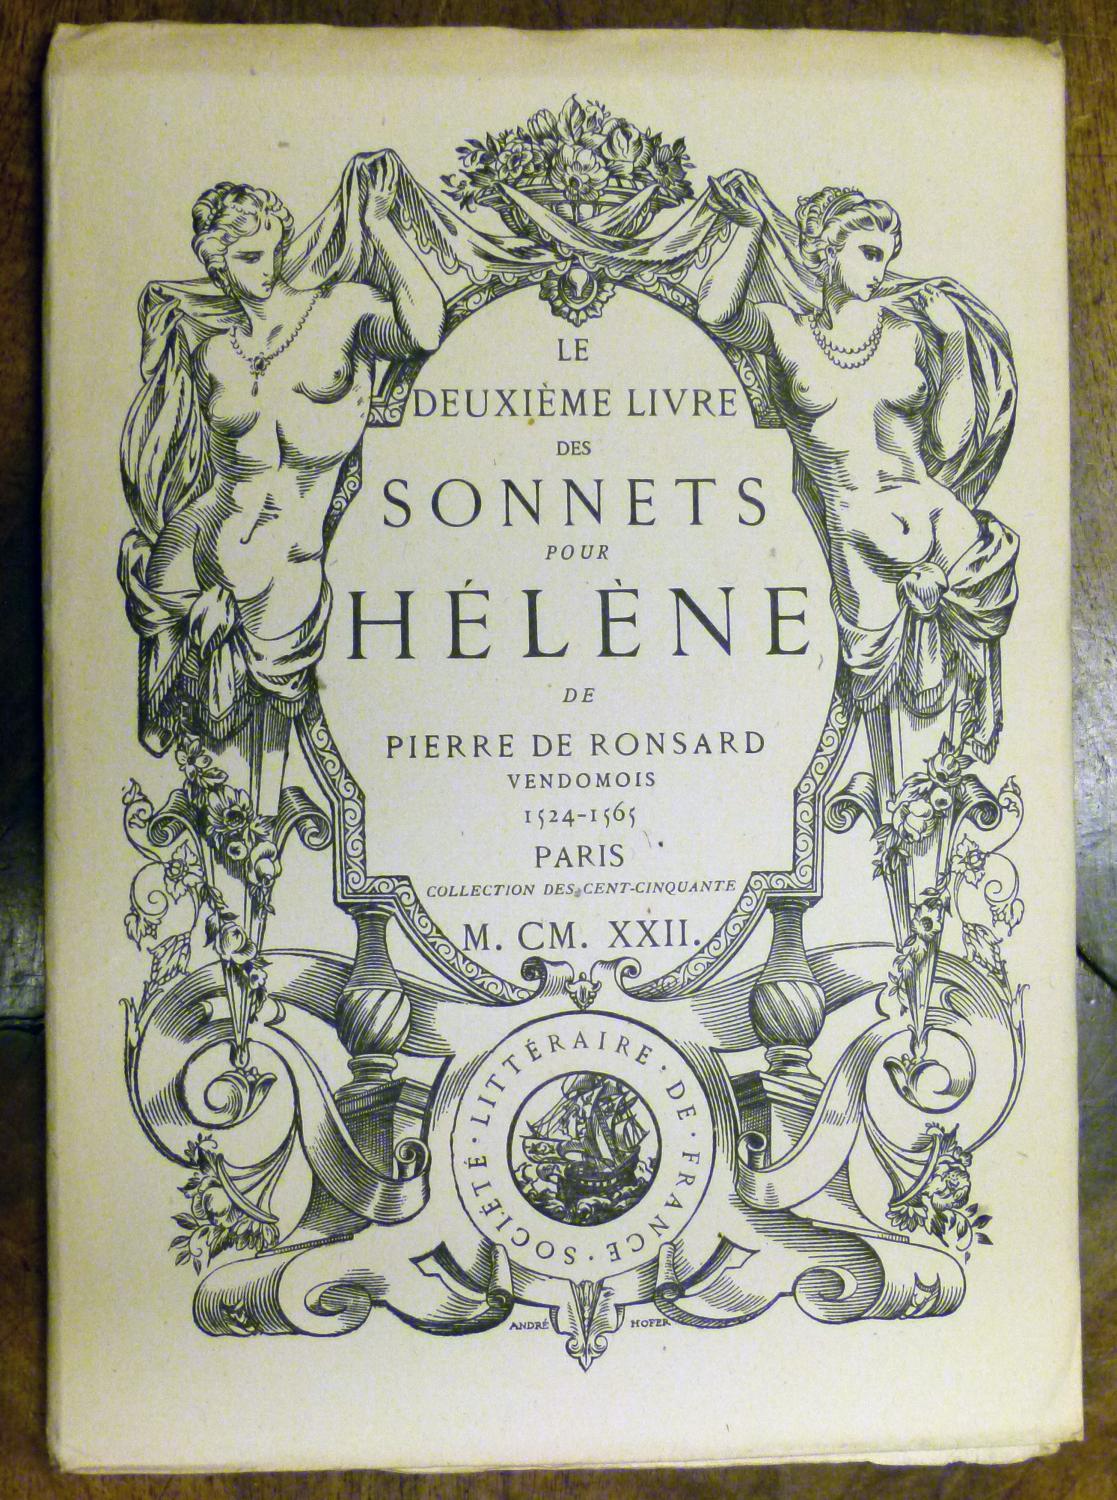 LE
DEUXIÈME LIVRE
DES
SONNETS
POUR
HÉLÈNE
DE
PIERRE DE RONSARD
VENDOMOIS
1524-1565
PARIS
COLLECTION DES CENT-CINQUANTE
M. CM. XXII.
SOCIÉTÉ · LITTÉRAIRE · DE · FRANCE ·
ANDRÉ HOFER